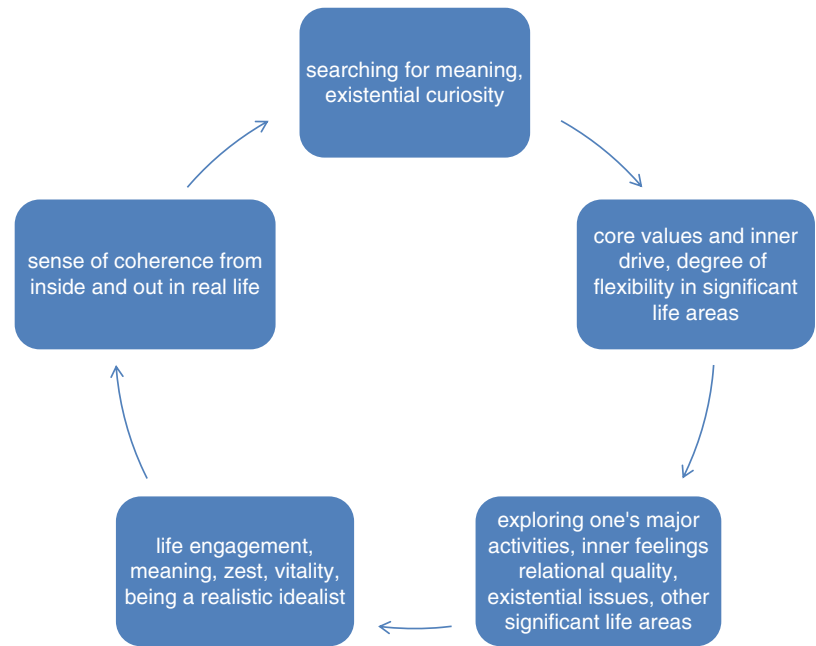 searching for meaning,
existential curiosity
core values and inner
drive, degree of
flexibility in significant
life areas
exploring one's major
activities, inner feelings
relational quality,
existential issues, other
significant life areas
life engagement,
meaning, zest, vitality,
being a realistic idealist
sense of coherence from
inside and out in real life